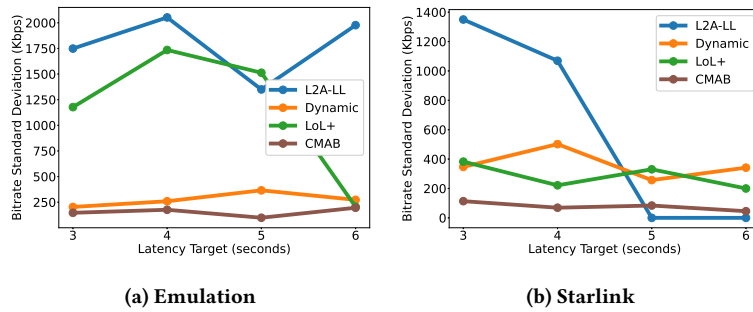 Bitrate Standard Deviation (Kbps)
2000
1750
1500
1250
1000
750
500
250
L2A-LL
Dynamic
LoL+
CMAB
3 4 5 6
Latency Target (seconds)
(a) Emulation
Bitrate Standard Deviation (Kbps)
1400
1200
1000
800
600
400
200
0
L2A-LL
Dynamic
LoL+
CMAB
3 4 5 6
Latency Target (seconds)
(b) Starlink